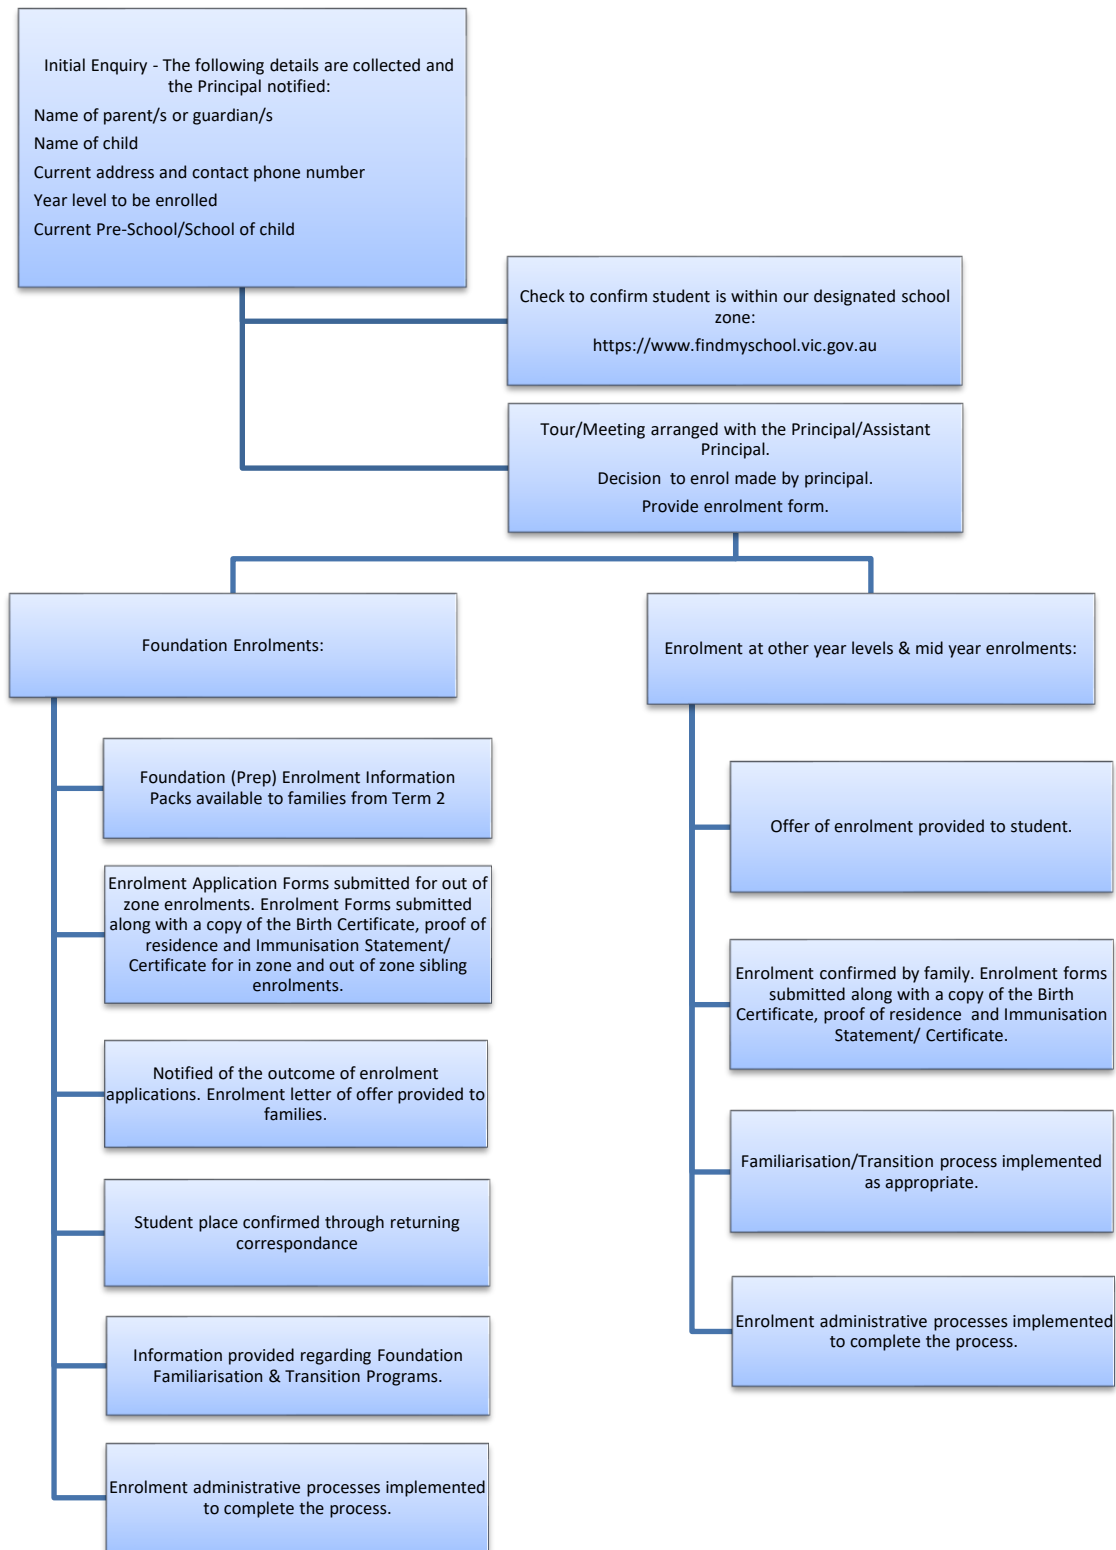 Initial Enquiry - The following details are collected and
the Principal notified:
Name of parent/s or guardian/s
Name of child
Current address and contact phone number
Year level to be enrolled
Current Pre-School/School of child
Check to confirm student is within our designated school
zone:
https://www.findmyschool.vic.gov.au
Tour/Meeting arranged with the Principal/Assistant
Principal.
Decision  to enrol made by principal.
Provide enrolment form.
Foundation Enrolments:
Foundation (Prep) Enrolment Information
Packs available to families from Term 2
Enrolment Application Forms submitted for out of
zone enrolments. Enrolment Forms submitted
along with a copy of the Birth Certificate, proof of
residence and Immunisation Statement/
Certificate for in zone and out of zone sibling
enrolments.
Notified of the outcome of enrolment
applications. Enrolment letter of offer provided to
families.
Student place confirmed through returning
correspondance
Information provided regarding Foundation
Familiarisation & Transition Programs.
Enrolment administrative processes implemented
to complete the process.
Enrolment at other year levels & mid year enrolments:
Offer of enrolment provided to student.
Enrolment confirmed by family. Enrolment forms
submitted along with a copy of the Birth
Certificate, proof of residence  and Immunisation
Statement/ Certificate.
Familiarisation/Transition process implemented
as appropriate.
Enrolment administrative processes implemented
to complete the process.